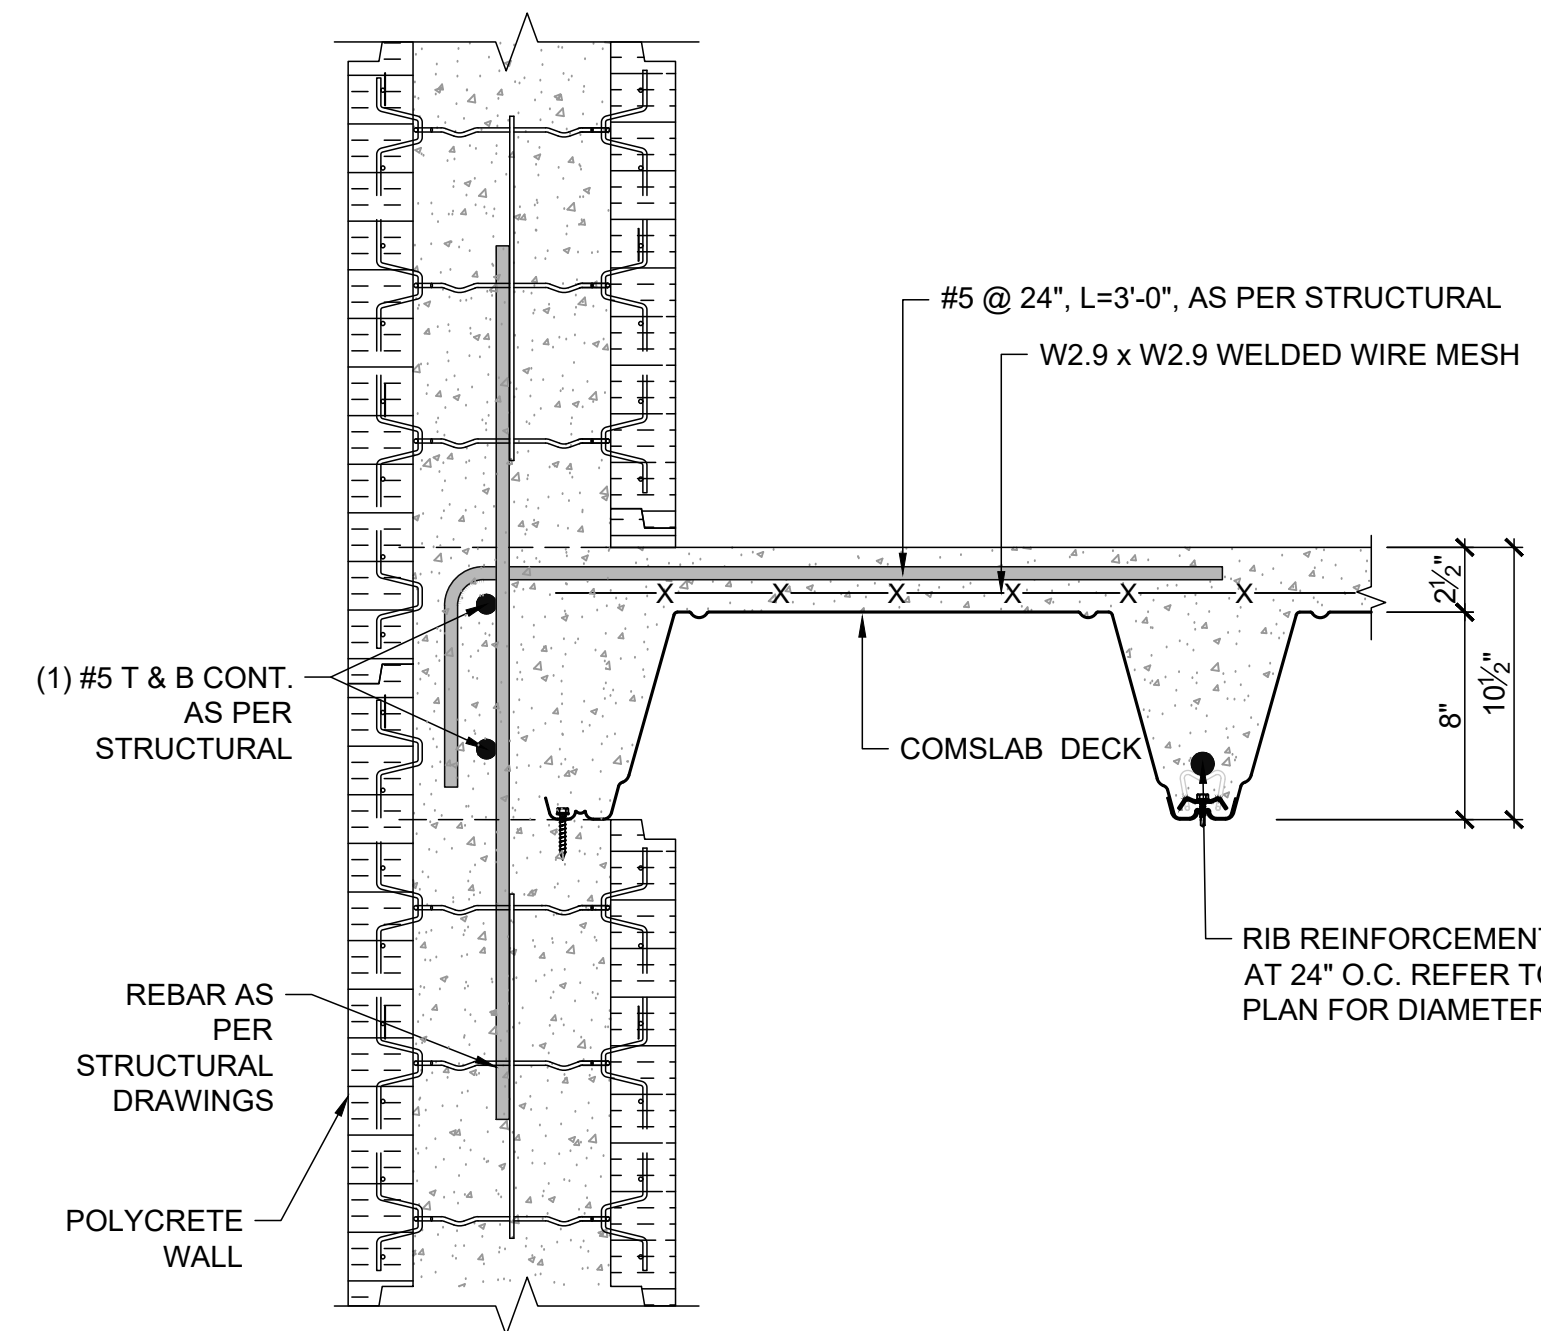 #5 @ 24", L=3'-0", AS PER STRUCTURAL
W2.9 x W2.9 WELDED WIRE MESH
X X X X X X
2½"
8"
10½"
(1) #5 T & B CONT.
AS PER
STRUCTURAL
COMSLAB DECK
RIB REINFORCEMENT
AT 24" O.C. REFER TO
PLAN FOR DIAMETER
REBAR AS
PER
STRUCTURAL
DRAWINGS
POLYCRETE
WALL